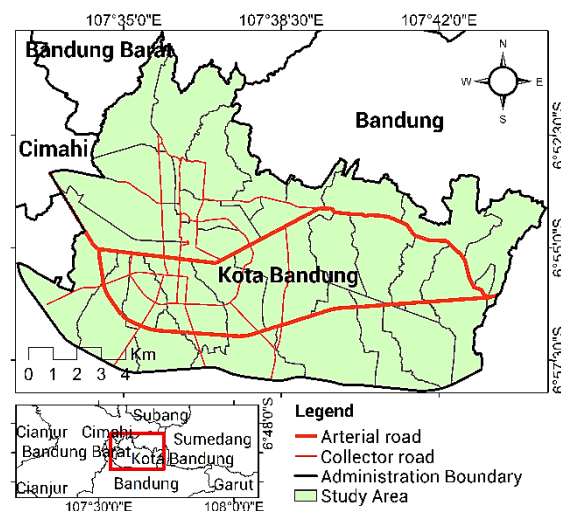 107°35'0"E 107°38'30"E 107°42'0"E
Bandung Barat
N
W E
S
Bandung
Cimahi
6°52'30"S
6°55'0"S
Kota Bandung
6°57'30"S
Km
0 1 2 3 4
Subang
Cianjur Cimahi Sumedang
Bandung Barat Kota Bandung
Cianjur Bandung Garut
6°48'0"S
107°30'0"E 108°0'0"E
Legend
Arterial road
Collector road
Administration Boundary
Study Area